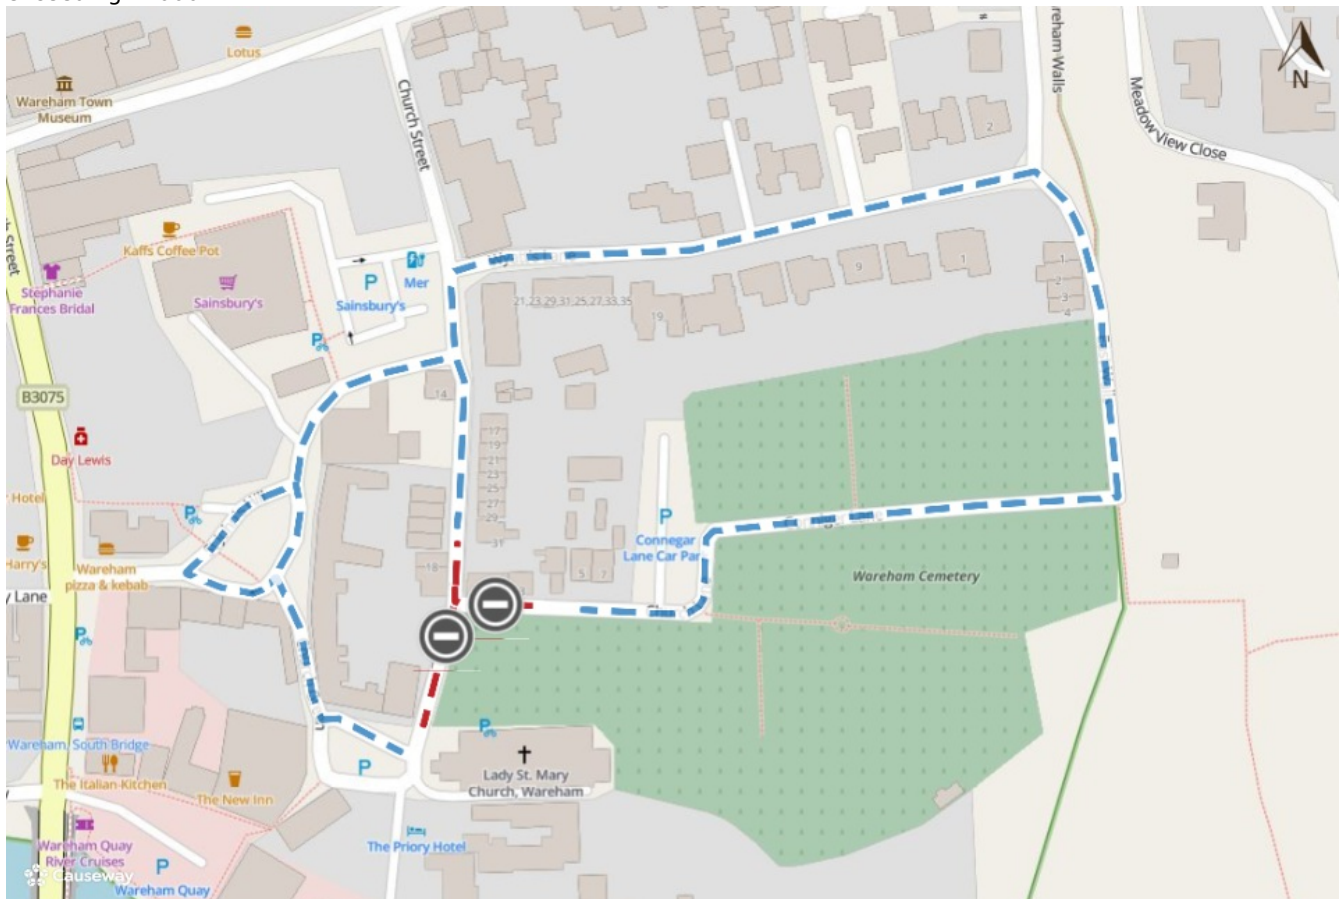 Lotus
Wareham Town
Museum
Church Street
N
Meadow View Close
2
Kaffs Coffee Pot
Stephanie
Frances Bridal
Sainsbury's
P
Sainsbury's
Mer
9
1
1
2
3
4
21,23,29,31,25,27,33,35
19
P
B3075
14
Day Lewis
17
19
21
23
25
27
29
31
Hotel
P
P
Connegar
Lane Car Par
Harry's
Wareham
pizza & kebab
18
5
7
Wareham Cemetery
Lane
P
P
Wareham, South Bridge
The Italian Kitchen
The New Inn
P
Lady St. Mary
Church, Wareham
The Priory Hotel
Wareham Quay
River Cruises
P
Causeway
Wareham Quay